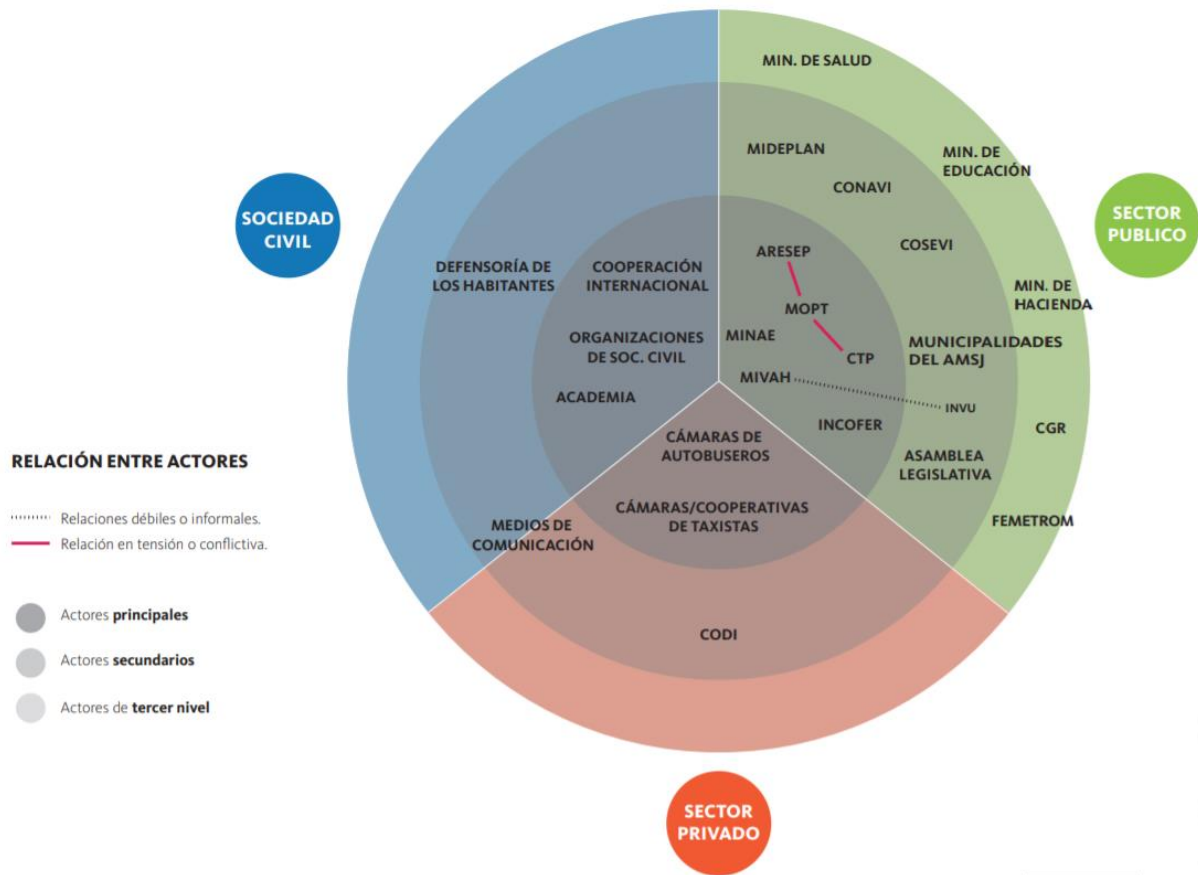 MIN. DE SALUD
MIDEPLAN
MIN. DE
EDUCACIÓN
CONAVI
SOCIEDAD
CIVIL
SECTOR
PUBLICO
COSEVI
ARESEP
DEFENSORÍA DE
LOS HABITANTES
COOPERACIÓN
INTERNACIONAL
MIN. DE
HACIENDA
MOPT
ORGANIZACIONES
DE SOC. CIVIL
MINAE
CTP
MUNICIPALIDADES
DEL AMSJ
MIVAH
ACADEMIA
INVU
INCOFER
CGR
CÁMARAS DE
AUTOBUSEROS
ASAMBLEA
LEGISLATIVA
RELACIÓN ENTRE ACTORES
CÁMARAS/COOPERATIVAS
DE TAXISTAS
FEMETROM
Relaciones débiles o informales.
Relación en tensión o conflictiva.
MEDIOS DE
COMUNICACIÓN
Actores principales
CODI
Actores secundarios
Actores de tercer nivel
SECTOR
PRIVADO